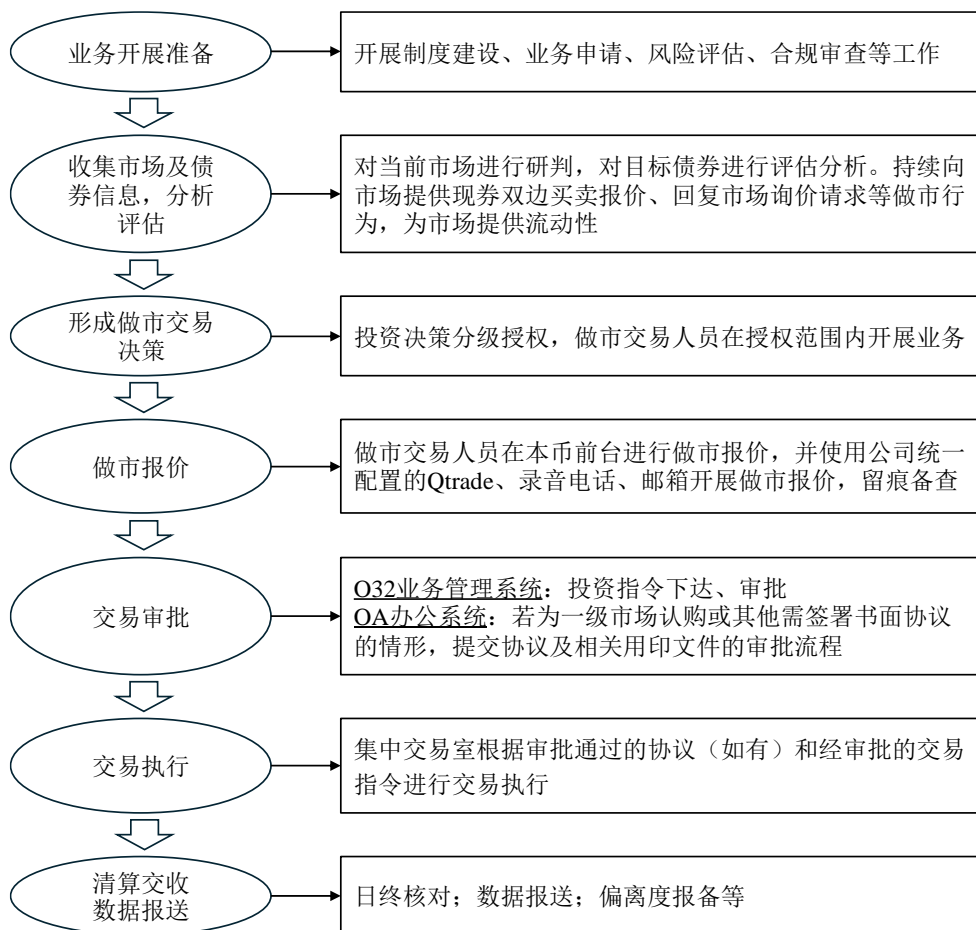 业务开展准备
开展制度建设、业务申请、风险评估、合规审查等工作
收集市场及债
券信息，分析
评估
对当前市场进行研判，对目标债券进行评估分析。持续向
市场提供现券双边买卖报价、回复市场询价请求等做市行
为，为市场提供流动性
形成做市交易
决策
投资决策分级授权，做市交易人员在授权范围内开展业务
做市报价
做市交易人员在本币前台进行做市报价，并使用公司统一
配置的Qtrade、录音电话、邮箱开展做市报价，留痕备查
交易审批
O32业务管理系统：投资指令下达、审批
OA办公系统：若为一级市场认购或其他需签署书面协议
的情形，提交协议及相关用印文件的审批流程
交易执行
集中交易室根据审批通过的协议（如有）和经审批的交易
指令进行交易执行
清算交收
数据报送
日终核对；数据报送；偏离度报备等